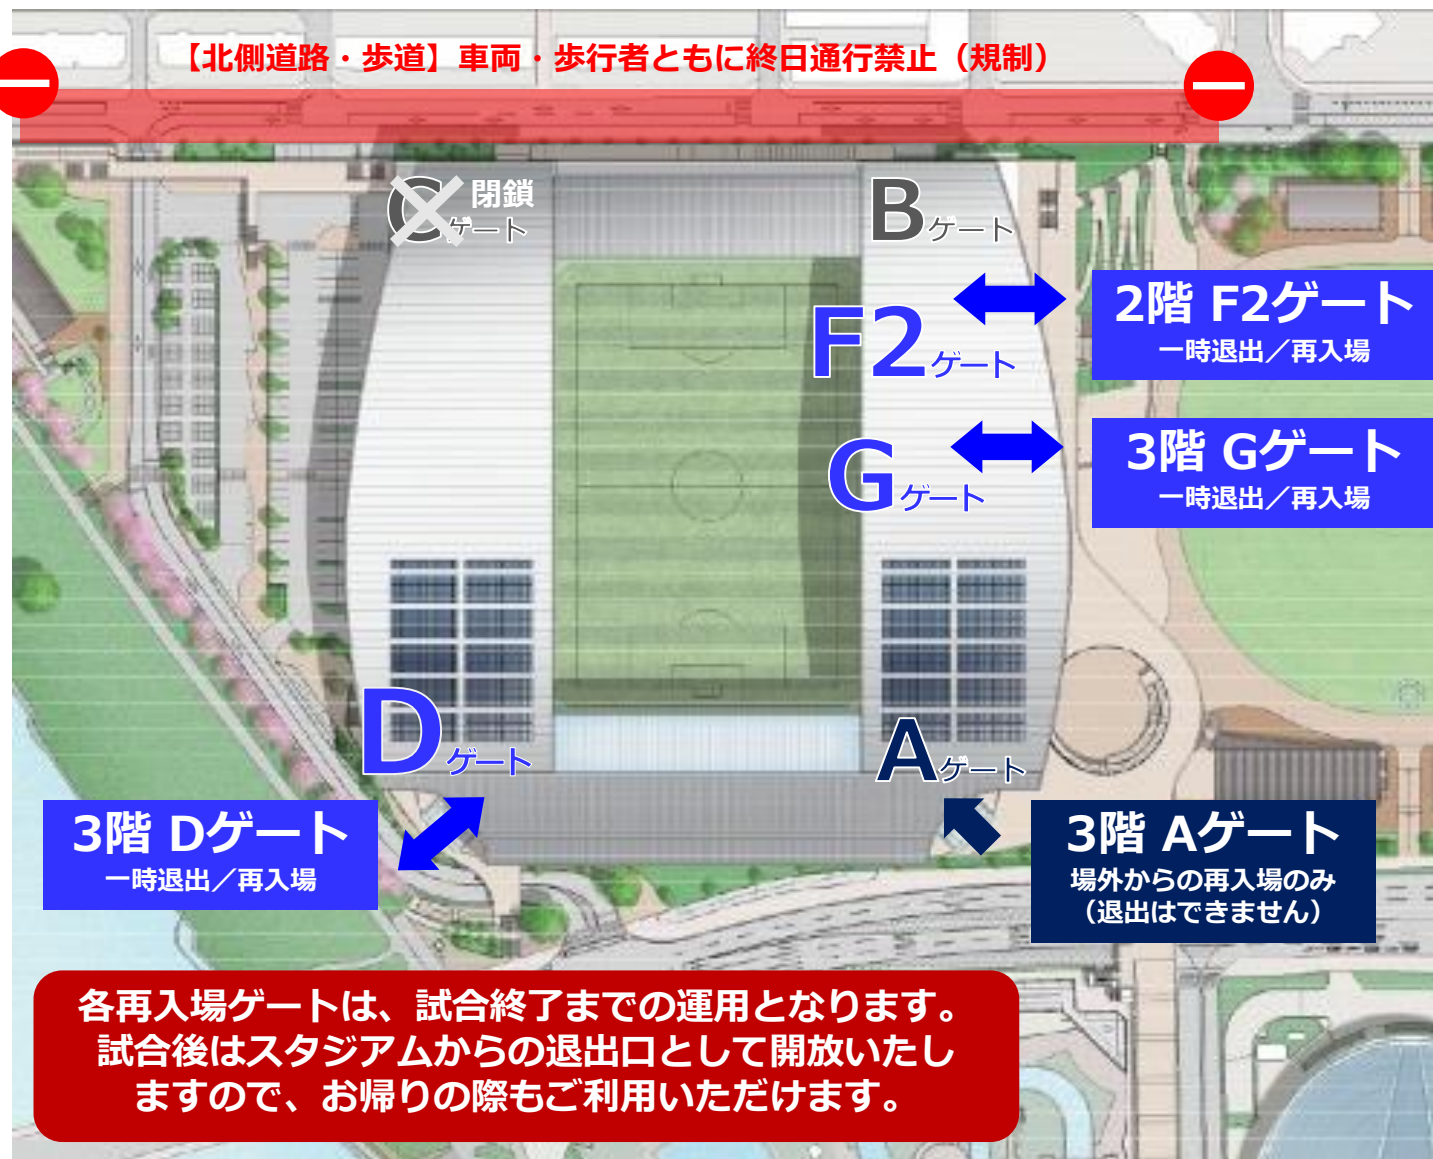 【北側道路・歩道】車両・歩行者ともに終日通行禁止（規制）
C 閉鎖
ゲート
Bゲート
F2ゲート
2階 F2ゲート
一時退出／再入場
Gゲート
3階 Gゲート
一時退出／再入場
Dゲート
Aゲート
3階 Dゲート
一時退出／再入場
3階 Aゲート
場外からの再入場のみ
（退出はできません）
各再入場ゲートは、試合終了までの運用となります。
試合後はスタジアムからの退出口として開放いたし
ますので、お帰りの際もご利用いただけます。